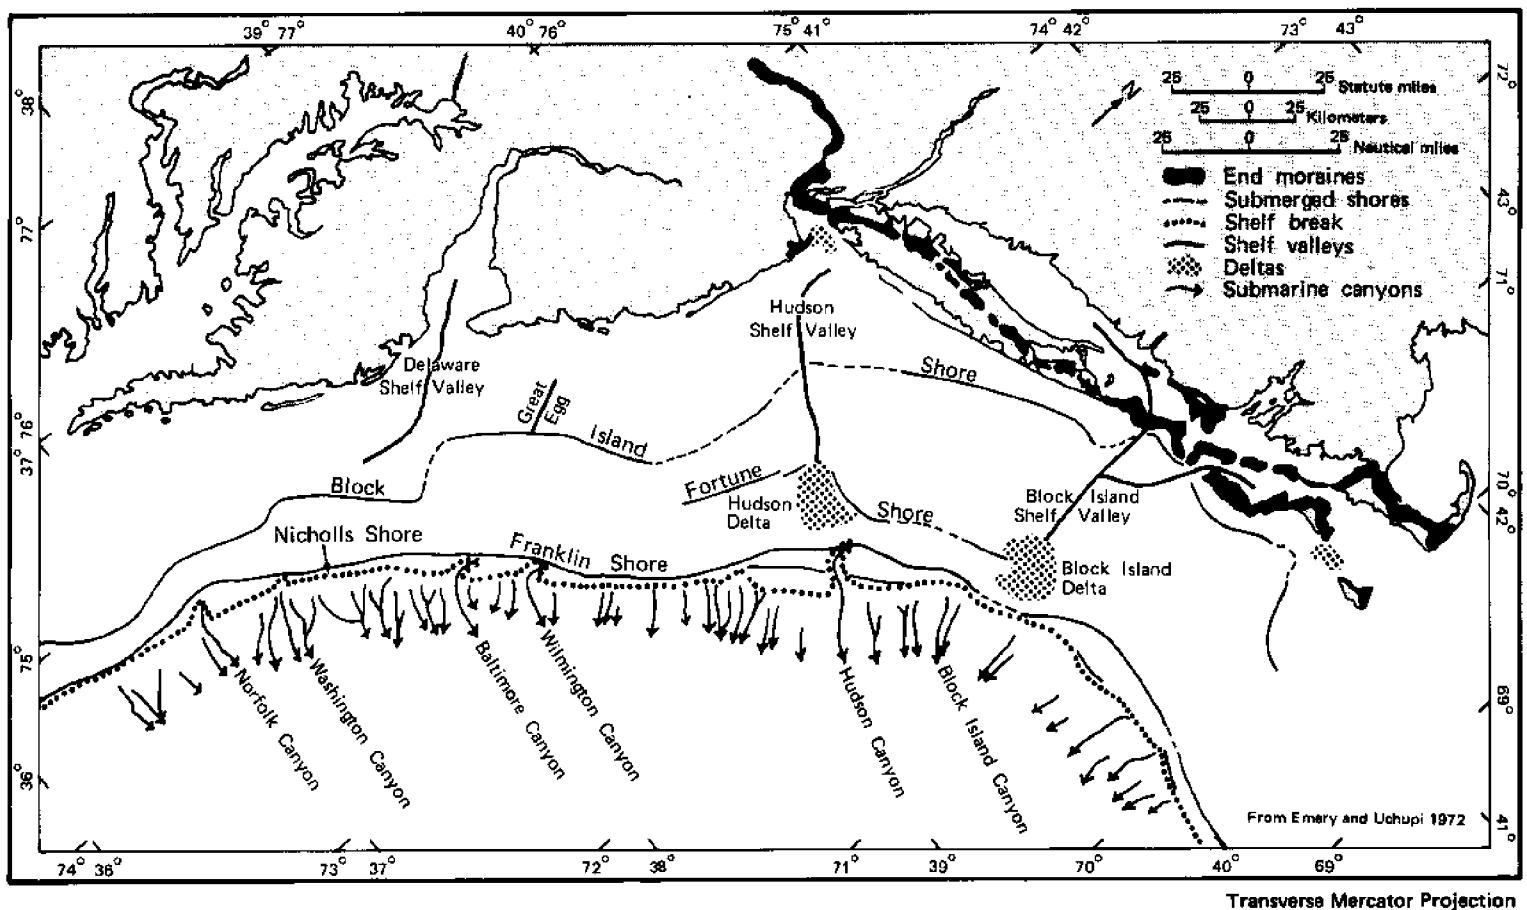 39° 77°
40° 76°
75° 41°
74° 42°
73° 43°
38°
77°
76°
37°
75°
36°
72°
43°
71°
70°
42°
69°
41°
74° 36°
73° 37°
72° 38°
71° 39°
70° 40°
69°
N
25 0 25 Statute miles
25 0 25 Kilometers
25 0 25 Nautical miles
End moraines
Submerged shores
Shelf break
Shelf valleys
Deltas
Submarine canyons
Hudson
Shelf Valley
Delaware
Shelf Valley
Great
Egg
Shore
Island
Block
Fortune
Shore
Hudson
Delta
Block Island
Shelf Valley
Nicholls Shore
Franklin Shore
Block Island
Delta
Norfolk Canyon
Washington Canyon
Baltimore Canyon
Wilmington Canyon
Hudson Canyon
Block Island Canyon
From Emery and Uchupi 1972
Transverse Mercator Projection